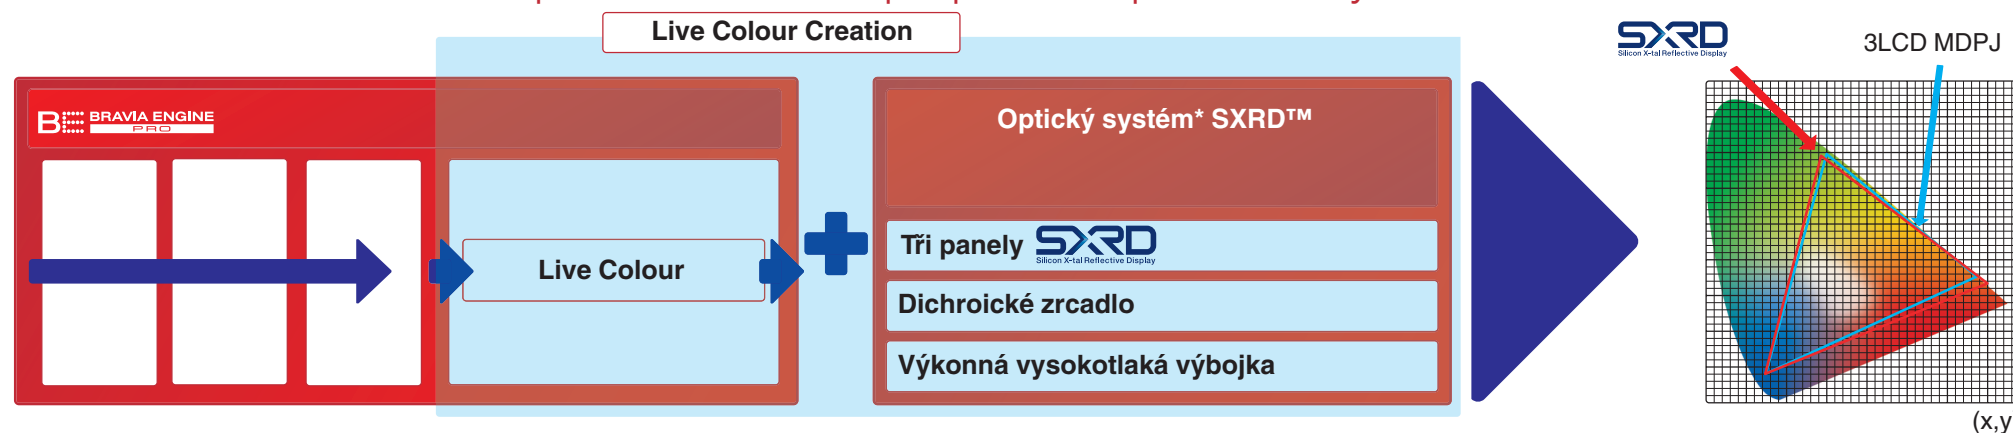 Live Colour Creation
BE BRAVIA ENGINE
PRO
Live Colour
Optický systém* SXRD™
Tři panely SXRD
Silicon X-tal Reflective Display
Dichroické zrcadlo
Výkonná vysokotlaká výbojka
SXRD
Silicon X-tal Reflective Display
3LCD MDPJ
(x,y